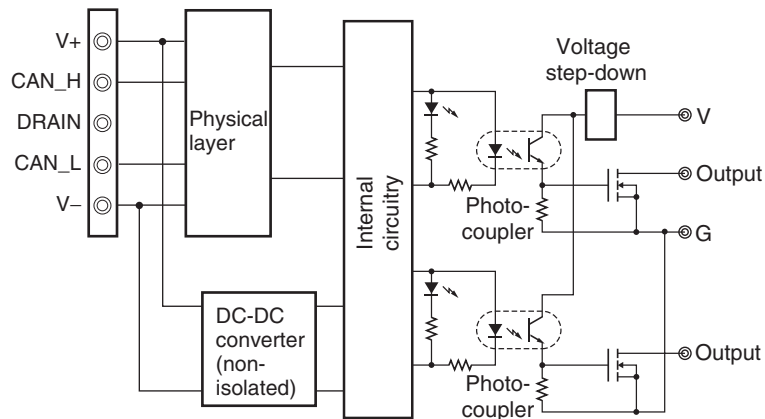 V+
CAN_H
DRAIN
CAN_L
V−
Physical
layer
DC-DC
converter
(non-
isolated)
Internal
circuitry
Voltage
step-down
V
Output
G
Photo-
coupler
Output
Photo-
coupler